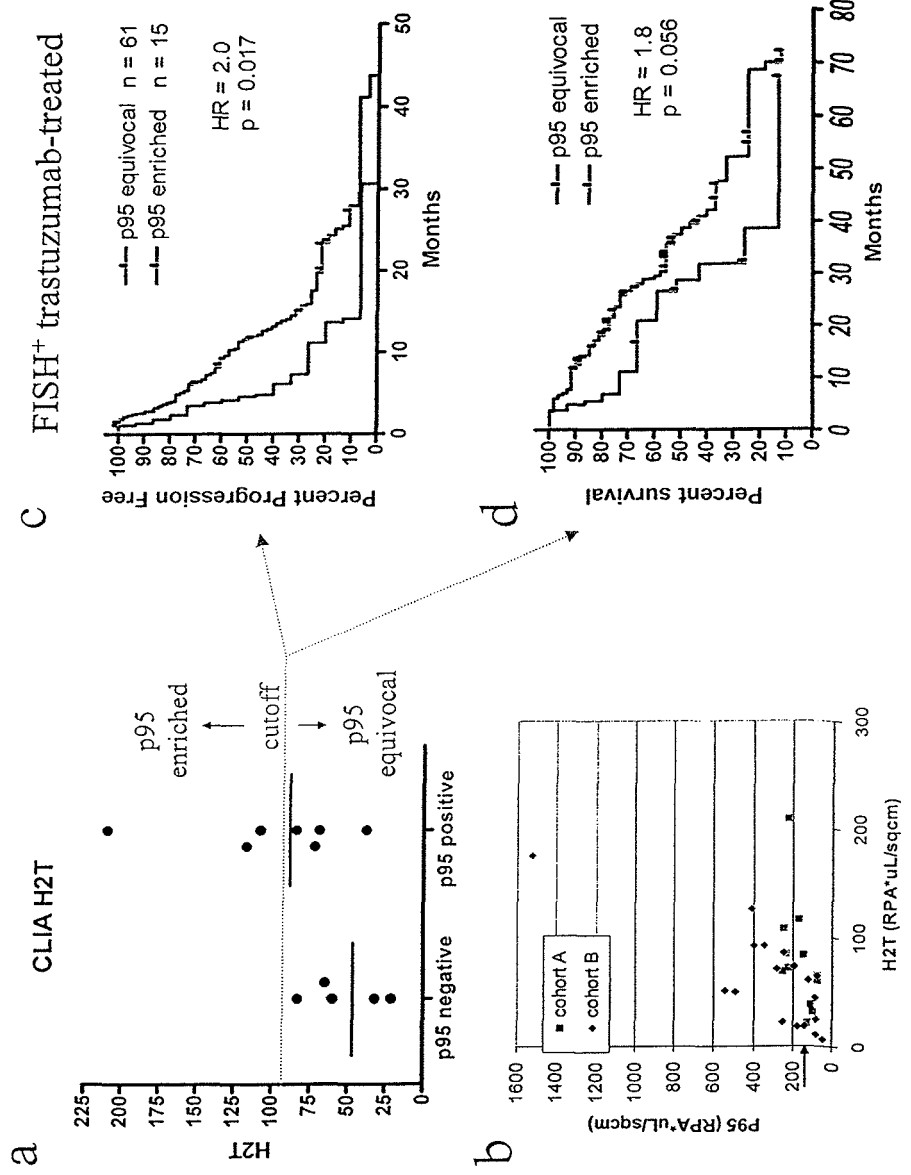 a
CLIA H2T
H2T
225
200
175
150
125
100
75
50
25
0
p95 negative
p95 positive
p95
enriched
cutoff
p95
equivocal
b
P95 (RPA*uL/sqcm)
1600
1400
1200
1000
800
600
400
200
0
cohort A
cohort B
0
100
200
300
H2T (RPA*uL/sqcm)
FISH+ trastuzumab-treated
c
Percent Progression Free
100
90
80
70
60
50
40
30
20
10
0
p95 equivocal n = 61
p95 enriched n = 15
HR = 2.0
p = 0.017
0
10
20
30
40
50
Months
d
Percent survival
100
90
80
70
60
50
40
30
20
10
0
p95 equivocal
p95 enriched
HR = 1.8
p = 0.056
0
10
20
30
40
50
60
70
80
Months